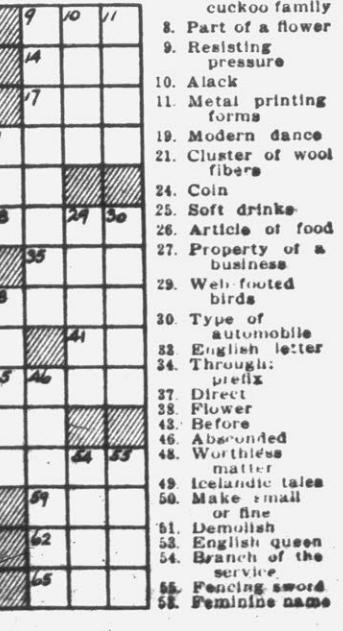 cuckoo family
8. Part of a flower
9. Resisting
pressure
10. Alack
11. Metal printing
forms
19. Modern dance
21. Cluster of wool
fibers
24. Coin
25. Soft drinks
26. Article of food
27. Property of a
business
29. Web-footed
birds
30. Type of
automobile
33. English letter
34. Through:
prefix
37. Direct
38. Flower
43. Before
46. Absconded
48. Worthless
matter
49. Icelandic tales
50. Make small
or fine
51. Demolish
53. English queen
54. Branch of the
service
55. Fencing sword
58. Feminine name
9 10 11
14
17
29 30
35
41
46
54 55
59
62
65